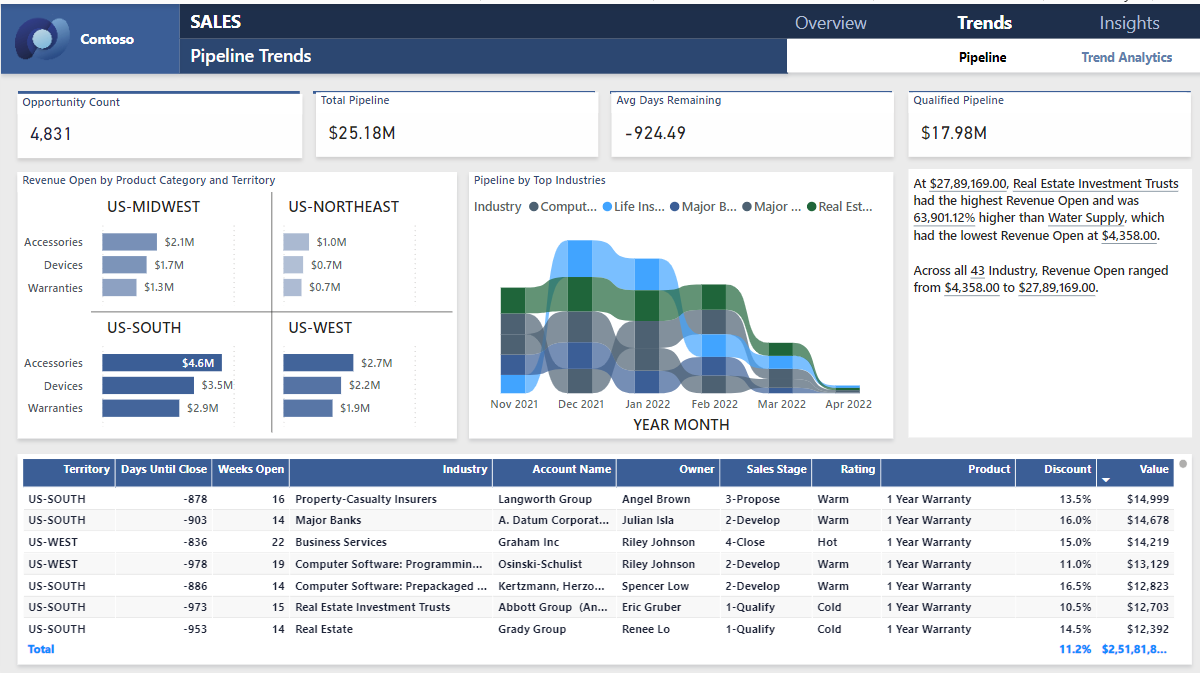 SALES
Overview Trends Insights
Contoso
Pipeline Trends
Pipeline Trend Analytics
Opportunity Count
4,831
Total Pipeline
$25.18M
Avg Days Remaining
-924.49
Qualified Pipeline
$17.98M
Revenue Open by Product Category and Territory
US-MIDWEST US-NORTHEAST
Accessories $2.1M $1.0M
Devices $1.7M $0.7M
Warranties $1.3M $0.7M
US-SOUTH US-WEST
Accessories $4.6M $2.7M
Devices $3.5M $2.2M
Warranties $2.9M $1.9M
Pipeline by Top Industries
Industry Comput... Life Ins... Major B... Major ... Real Est...
Nov 2021 Dec 2021 Jan 2022 Feb 2022 Mar 2022 Apr 2022
YEAR MONTH
At $27,89,169.00, Real Estate Investment Trusts
had the highest Revenue Open and was
63,901.12% higher than Water Supply, which
had the lowest Revenue Open at $4,358.00.
Across all 43 Industry, Revenue Open ranged
from $4,358.00 to $27,89,169.00.
Territory Days Until Close Weeks Open Industry Account Name Owner Sales Stage Rating Product Discount Value
US-SOUTH -878 16 Property-Casualty Insurers Langworth Group Angel Brown 3-Propose Warm 1 Year Warranty 13.5% $14,999
US-SOUTH -903 14 Major Banks A. Datum Corporat... Julian Isla 2-Develop Warm 1 Year Warranty 16.0% $14,678
US-WEST -836 22 Business Services Graham Inc Riley Johnson 4-Close Hot 1 Year Warranty 15.0% $14,219
US-WEST -978 19 Computer Software: Programmin... Osinski-Schulist Riley Johnson 2-Develop Warm 1 Year Warranty 11.0% $13,129
US-SOUTH -886 14 Computer Software: Prepackaged ... Kertzmann, Herzo... Spencer Low 2-Develop Warm 1 Year Warranty 16.5% $12,823
US-SOUTH -973 15 Real Estate Investment Trusts Abbott Group (An... Eric Gruber 1-Qualify Cold 1 Year Warranty 10.5% $12,703
US-SOUTH -953 14 Real Estate Grady Group Renee Lo 1-Qualify Cold 1 Year Warranty 14.5% $12,392
Total 11.2% $2,51,81,8...